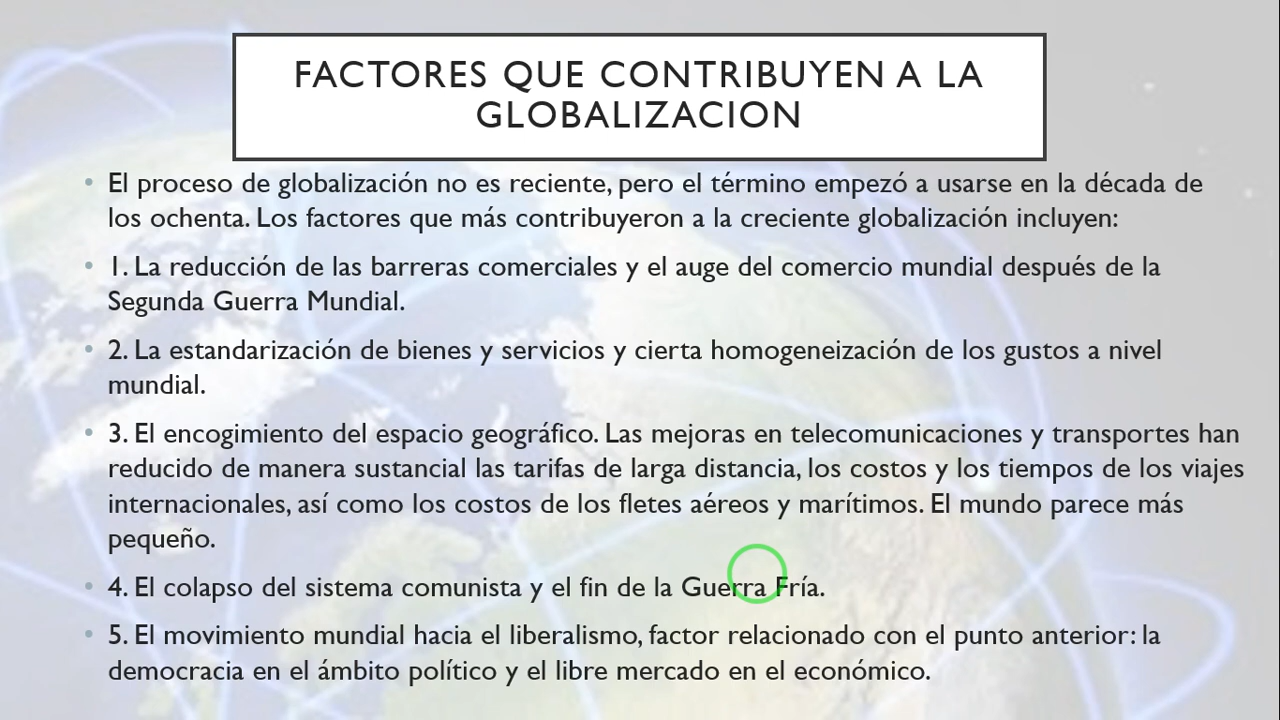 FACTORES QUE CONTRIBUYEN A LA
GLOBALIZACION
• El proceso de globalización no es reciente, pero el término empezó a usarse en la década de
los ochenta. Los factores que más contribuyeron a la creciente globalización incluyen:
• 1. La reducción de las barreras comerciales y el auge del comercio mundial después de la
Segunda Guerra Mundial.
• 2. La estandarización de bienes y servicios y cierta homogeneización de los gustos a nivel
mundial.
• 3. El encogimiento del espacio geográfico. Las mejoras en telecomunicaciones y transportes han
reducido de manera sustancial las tarifas de larga distancia, los costos y los tiempos de los viajes
internacionales, así como los costos de los fletes aéreos y marítimos. El mundo parece más
pequeño.
• 4. El colapso del sistema comunista y el fin de la Guerra Fría.
• 5. El movimiento mundial hacia el liberalismo, factor relacionado con el punto anterior: la
democracia en el ámbito político y el libre mercado en el económico.